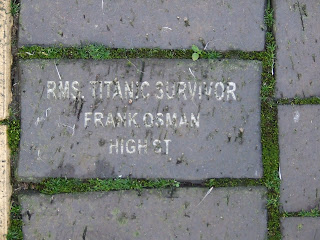 RMS. TITANIC SURVIVOR
FRANK OSMAN
HIGH ST